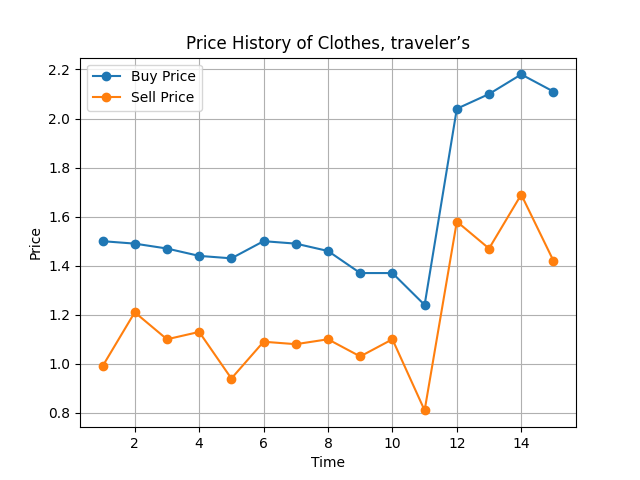 Price History of Clothes, traveler’s
Buy Price
Sell Price
Price
2.2
2.0
1.8
1.6
1.4
1.2
1.0
0.8
2 4 6 8 10 12 14
Time